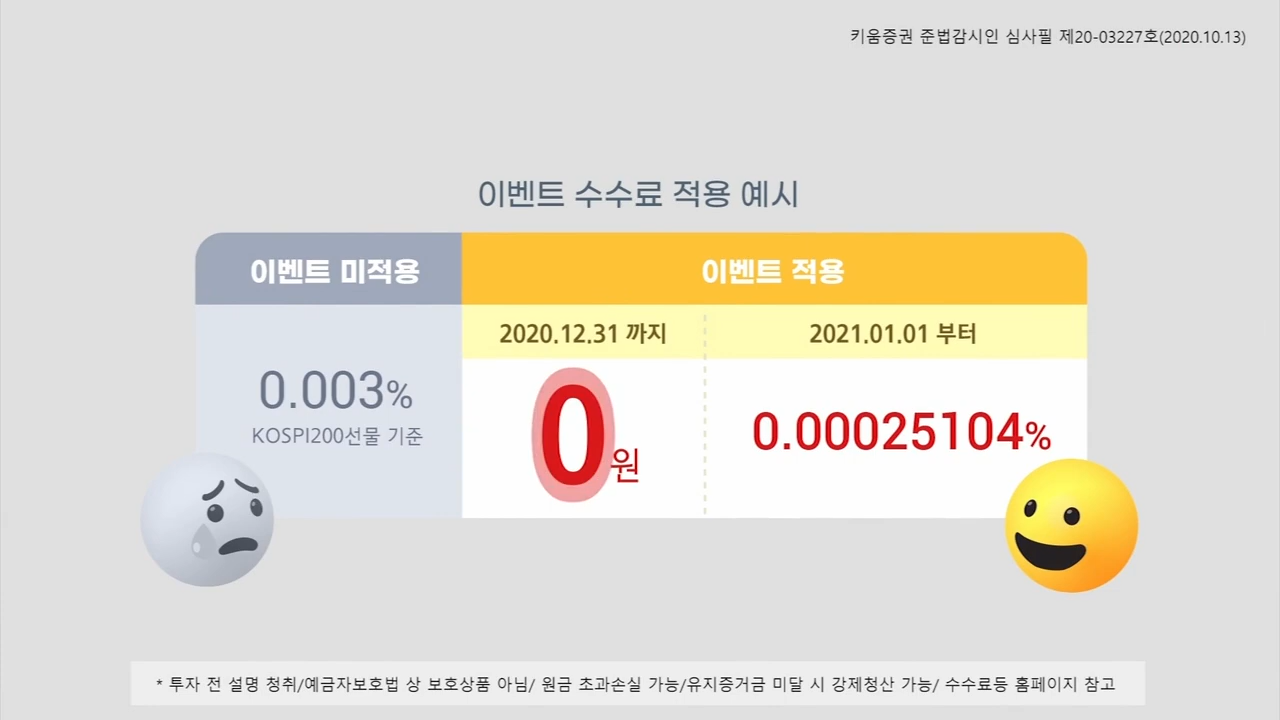 키움증권 준법감시인 심사필 제20-03227호(2020.10.13)
이벤트 수수료 적용 예시
이벤트 미적용
이벤트 적용
2020.12.31 까지
2021.01.01 부터
0.003%
KOSPI200선물 기준
0원
0.00025104%
* 투자 전 설명 청취/예금자보호법 상 보호상품 아님/ 원금 초과손실 가능/유지증거금 미달 시 강제청산 가능/ 수수료등 홈페이지 참고